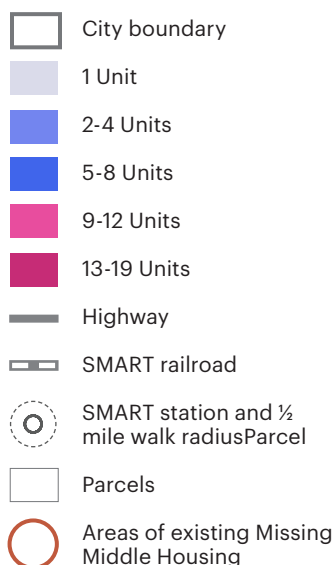 City boundary
1 Unit
2-4 Units
5-8 Units
9-12 Units
13-19 Units
Highway
SMART railroad
SMART station and ½
mile walk radiusParcel
Parcels
Areas of existing Missing
Middle Housing